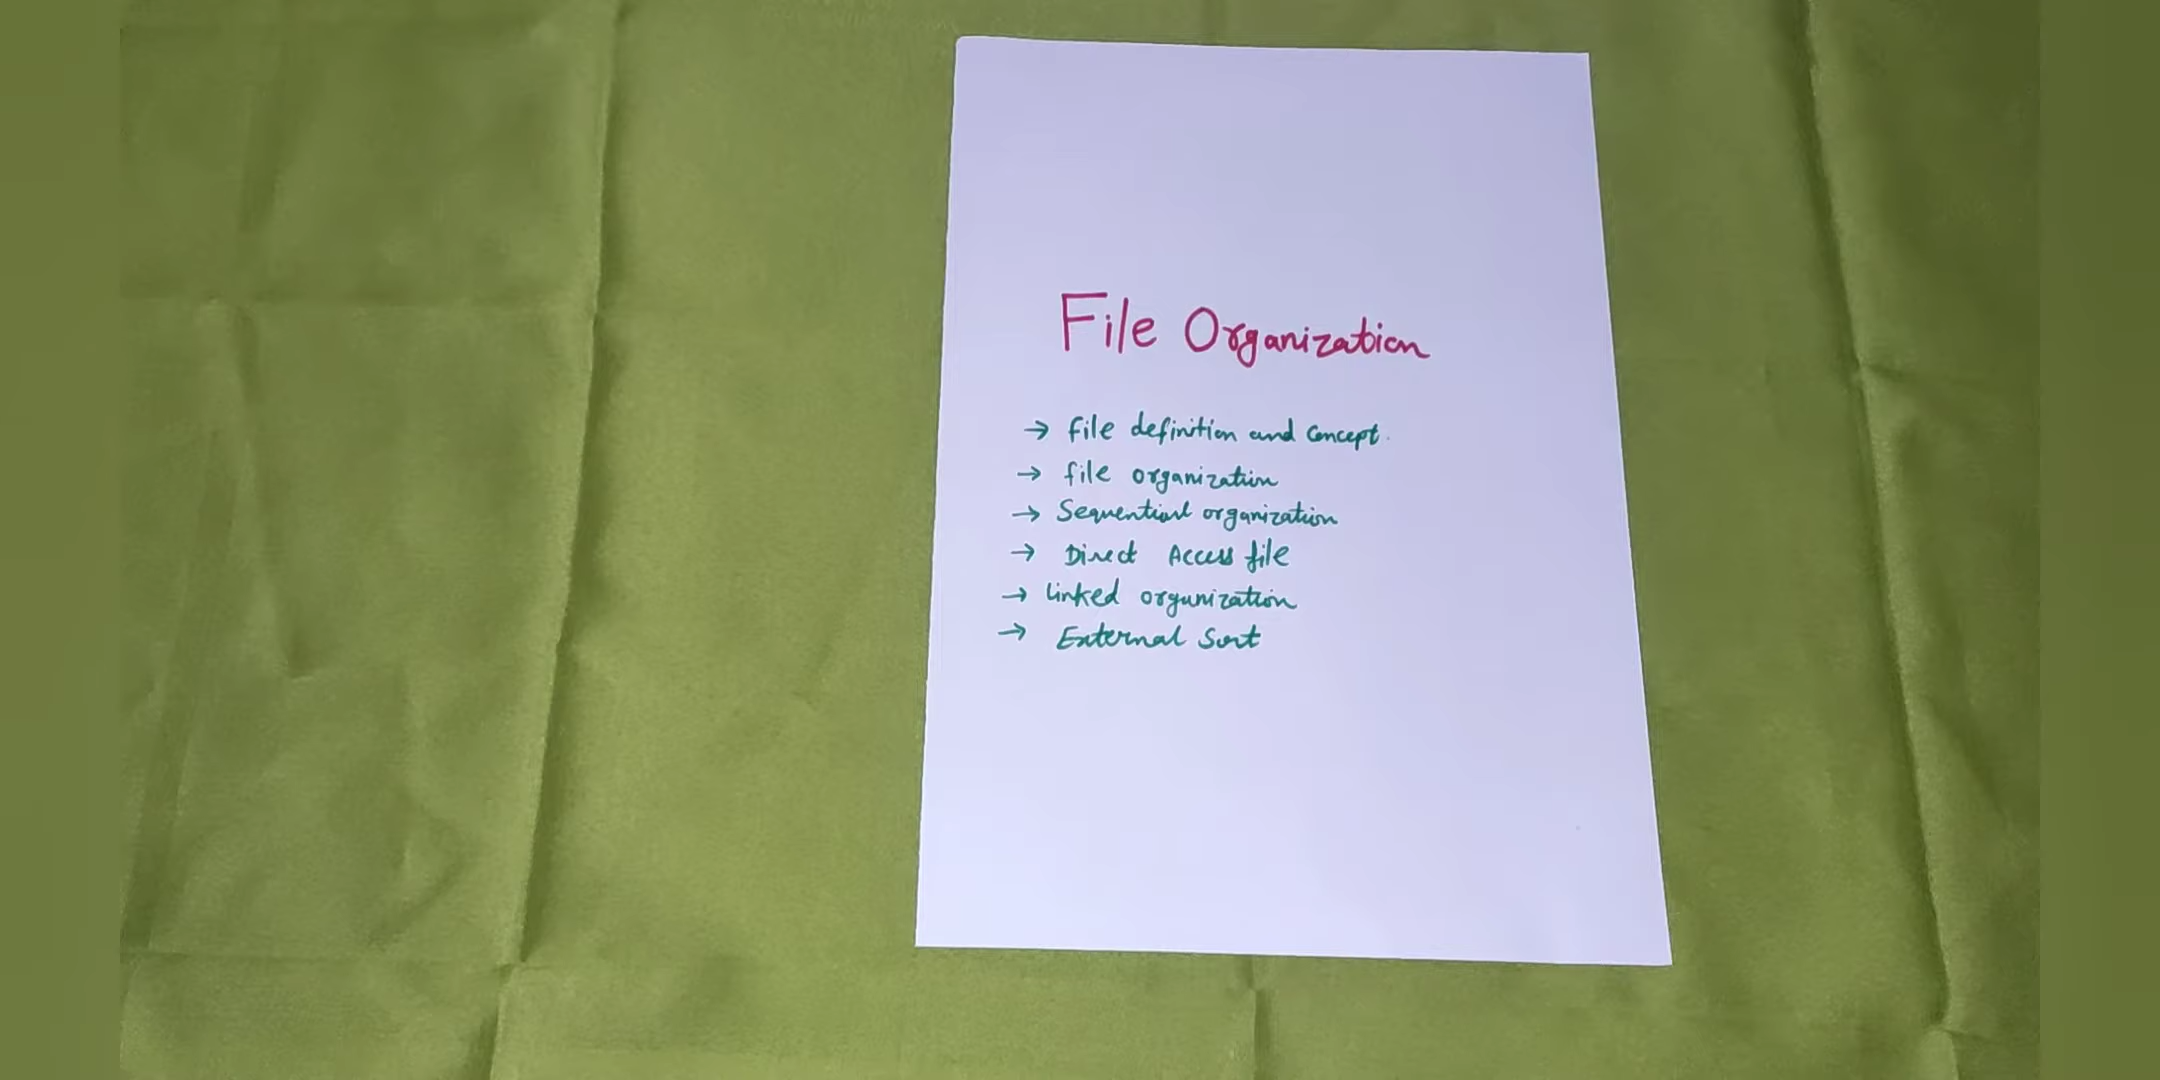 File Organization
→ file definition and Concept.
→ file organization
→ Sequential organization
→ Direct Access file
→ linked organization
→ External Sort